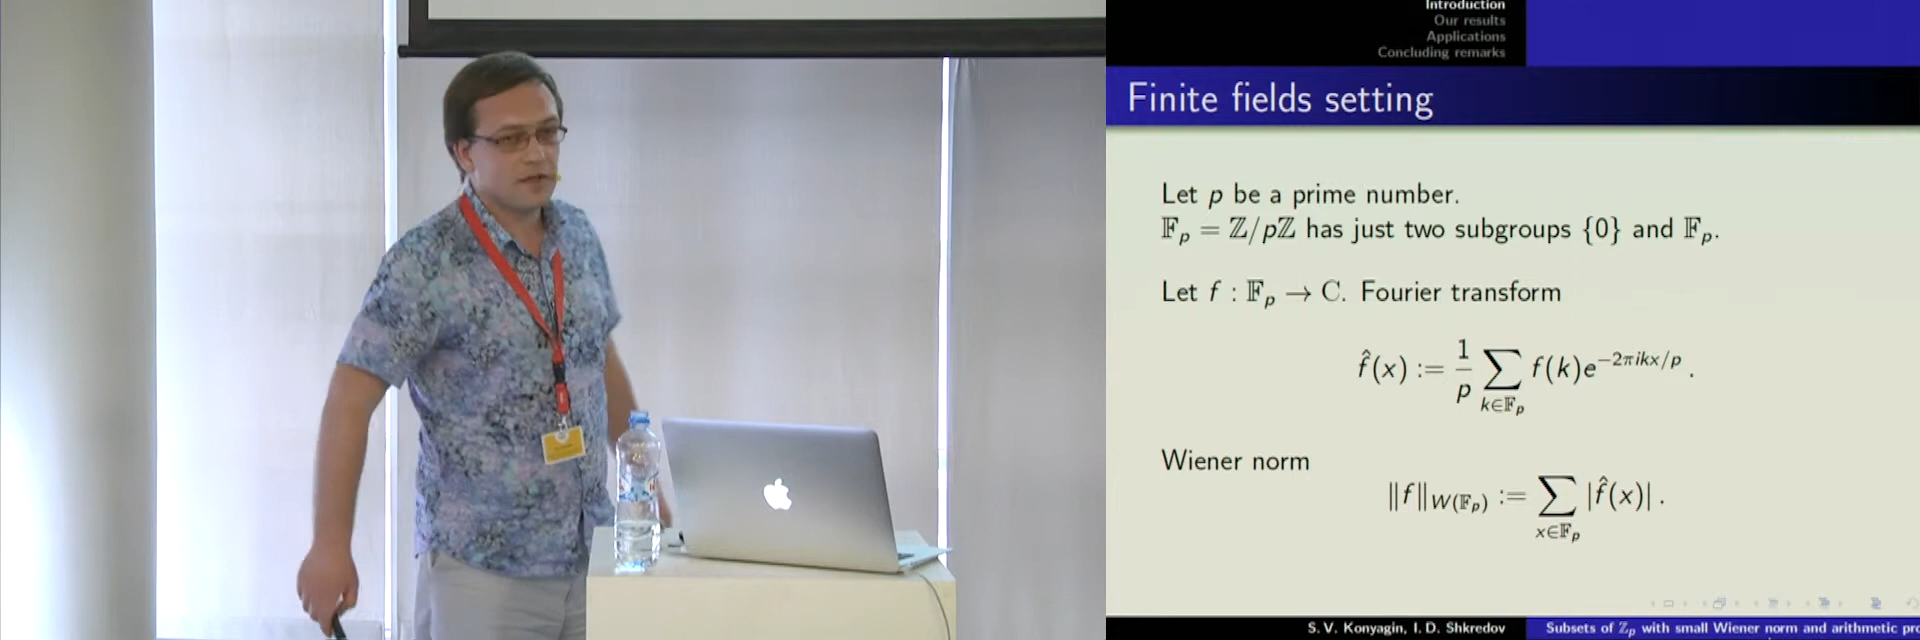 Introduction
Our results
Applications
Concluding remarks
Finite fields setting
Let p be a prime number.
𝔽ₚ = ℤ/pℤ has just two subgroups {0} and 𝔽ₚ.
Let f : 𝔽ₚ → C. Fourier transform
f̂(x) := 1/p ∑_{k∈𝔽ₚ} f(k)e^{−2πikx/p} .
Wiener norm
‖f‖_{W(𝔽ₚ)} := ∑_{x∈𝔽ₚ} |f̂(x)| .
S. V. Konyagin, I. D. Shkredov
Subsets of ℤₚ with small Wiener norm and arithmetic pro